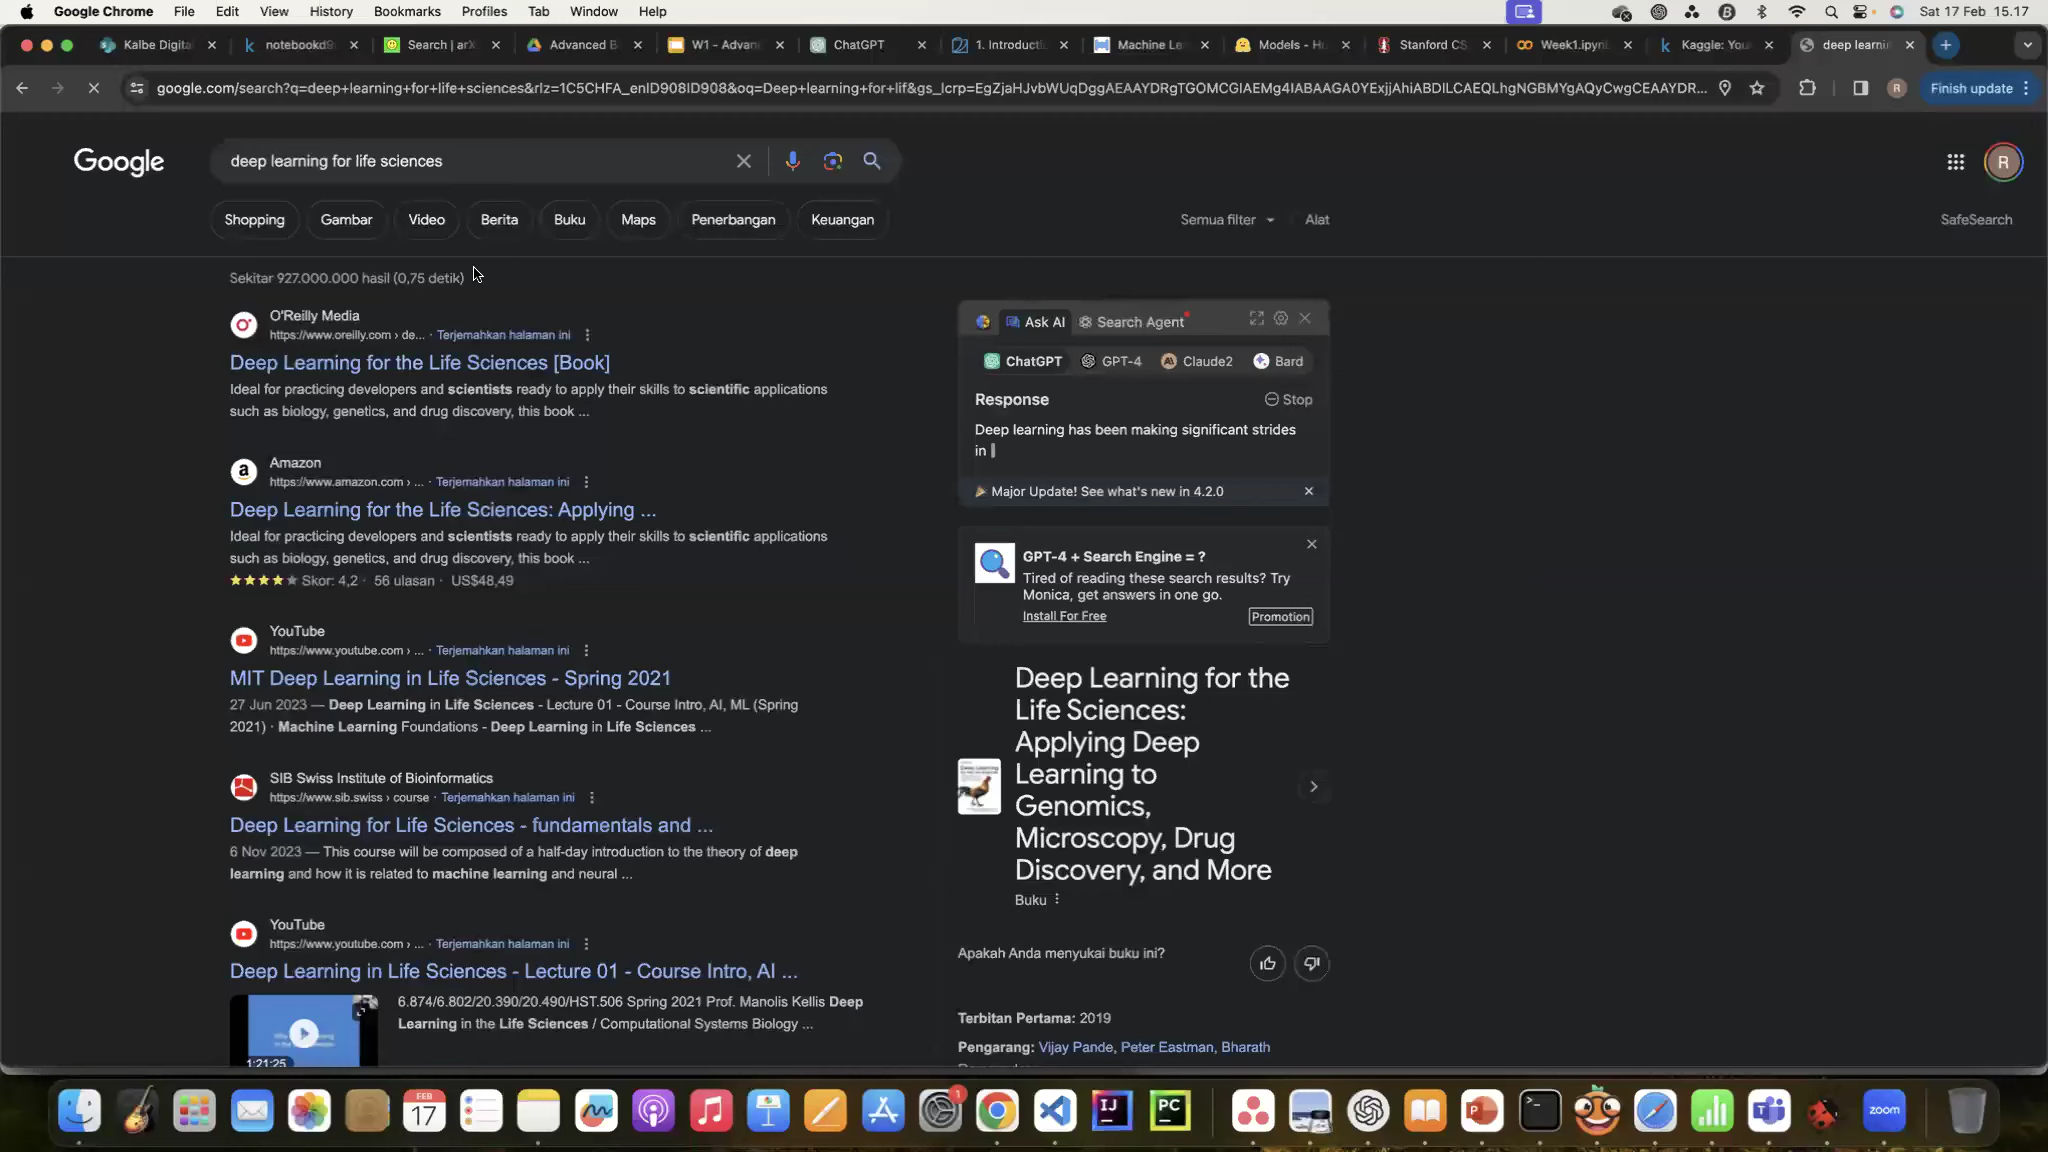 Google Chrome File Edit View History Bookmarks Profiles Tab Window Help Sat 17 Feb 15.17
Kalbe Digita notebookd9 Search | arX Advanced B W1 - Advan ChatGPT 1. Introducti Machine Le Models - Hu Stanford CS Week1.ipyn Kaggle: You deep learnin
google.com/search?q=deep+learning+for+life+sciences&rlz=1C5CHFA_enID908ID908&oq=Deep+learning+for+lif&gs_lcrp=EgZjaHJvbWUqDggAEAAYDRgTGOMCGIAEMg4IABAAGA0YExjjAhiABDILCAEQLhgNGBMYgAQyCwgCEAAYDR... R Finish update
Google deep learning for life sciences R
Shopping Gambar Video Berita Buku Maps Penerbangan Keuangan Semua filter Alat SafeSearch
Sekitar 927.000.000 hasil (0,75 detik)
O'Reilly Media
https://www.oreilly.com › de... · Terjemahkan halaman ini
Deep Learning for the Life Sciences [Book]
Ideal for practicing developers and scientists ready to apply their skills to scientific applications
such as biology, genetics, and drug discovery, this book ...
Amazon
https://www.amazon.com › ... · Terjemahkan halaman ini
Deep Learning for the Life Sciences: Applying ...
Ideal for practicing developers and scientists ready to apply their skills to scientific applications
such as biology, genetics, and drug discovery, this book ...
Skor: 4,2 · 56 ulasan · US$48,49
YouTube
https://www.youtube.com › ... · Terjemahkan halaman ini
MIT Deep Learning in Life Sciences - Spring 2021
27 Jun 2023 — Deep Learning in Life Sciences - Lecture 01 - Course Intro, AI, ML (Spring
2021) · Machine Learning Foundations - Deep Learning in Life Sciences ...
SIB Swiss Institute of Bioinformatics
https://www.sib.swiss › course · Terjemahkan halaman ini
Deep Learning for Life Sciences - fundamentals and ...
6 Nov 2023 — This course will be composed of a half-day introduction to the theory of deep
learning and how it is related to machine learning and neural ...
YouTube
https://www.youtube.com › ... · Terjemahkan halaman ini
Deep Learning in Life Sciences - Lecture 01 - Course Intro, AI ...
6.874/6.802/20.390/20.490/HST.506 Spring 2021 Prof. Manolis Kellis Deep
Learning in the Life Sciences / Computational Systems Biology ...
1:21:25
Ask AI Search Agent
ChatGPT GPT-4 Claude2 Bard
Response Stop
Deep learning has been making significant strides
in
Major Update! See what's new in 4.2.0
GPT-4 + Search Engine = ?
Tired of reading these search results? Try
Monica, get answers in one go.
Install For Free Promotion
Deep Learning for the
Life Sciences:
Applying Deep
Learning to
Genomics,
Microscopy, Drug
Discovery, and More
Buku
Apakah Anda menyukai buku ini?
Terbitan Pertama: 2019
Pengarang: Vijay Pande, Peter Eastman, Bharath
FEB
17
1
IJ
PC
zoom